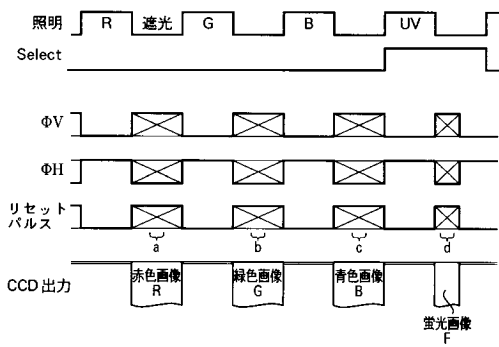 照明 R 遮光 G B UV
Select
ΦV
ΦH
リセット
パルス
a b c d
CCD出力
赤色画像 緑色画像 青色画像
R G B
蛍光画像
F